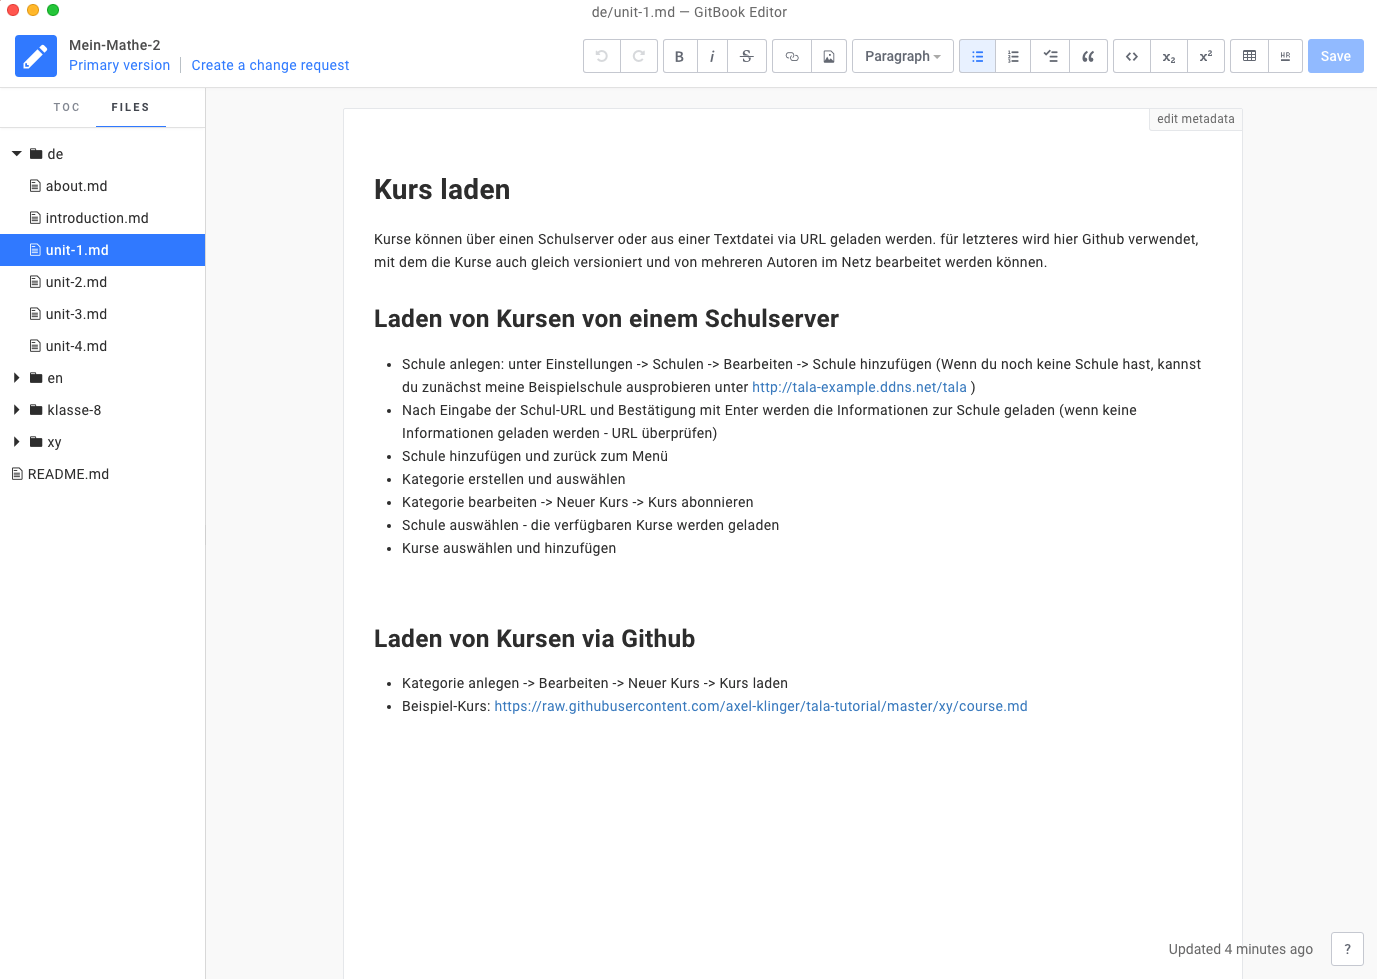 de/unit-1.md — GitBook Editor
Mein-Mathe-2
Primary version | Create a change request
B i S Paragraph x₂ x² HR Save
TOC FILES
edit metadata
de
about.md
introduction.md
unit-1.md
unit-2.md
unit-3.md
unit-4.md
en
klasse-8
xy
README.md
Kurs laden
Kurse können über einen Schulserver oder aus einer Textdatei via URL geladen werden. für letzteres wird hier Github verwendet,
mit dem die Kurse auch gleich versioniert und von mehreren Autoren im Netz bearbeitet werden können.
Laden von Kursen von einem Schulserver
• Schule anlegen: unter Einstellungen -> Schulen -> Bearbeiten -> Schule hinzufügen (Wenn du noch keine Schule hast, kannst
du zunächst meine Beispielschule ausprobieren unter http://tala-example.ddns.net/tala )
• Nach Eingabe der Schul-URL und Bestätigung mit Enter werden die Informationen zur Schule geladen (wenn keine
Informationen geladen werden - URL überprüfen)
• Schule hinzufügen und zurück zum Menü
• Kategorie erstellen und auswählen
• Kategorie bearbeiten -> Neuer Kurs -> Kurs abonnieren
• Schule auswählen - die verfügbaren Kurse werden geladen
• Kurse auswählen und hinzufügen
Laden von Kursen via Github
• Kategorie anlegen -> Bearbeiten -> Neuer Kurs -> Kurs laden
• Beispiel-Kurs: https://raw.githubusercontent.com/axel-klinger/tala-tutorial/master/xy/course.md
Updated 4 minutes ago ?